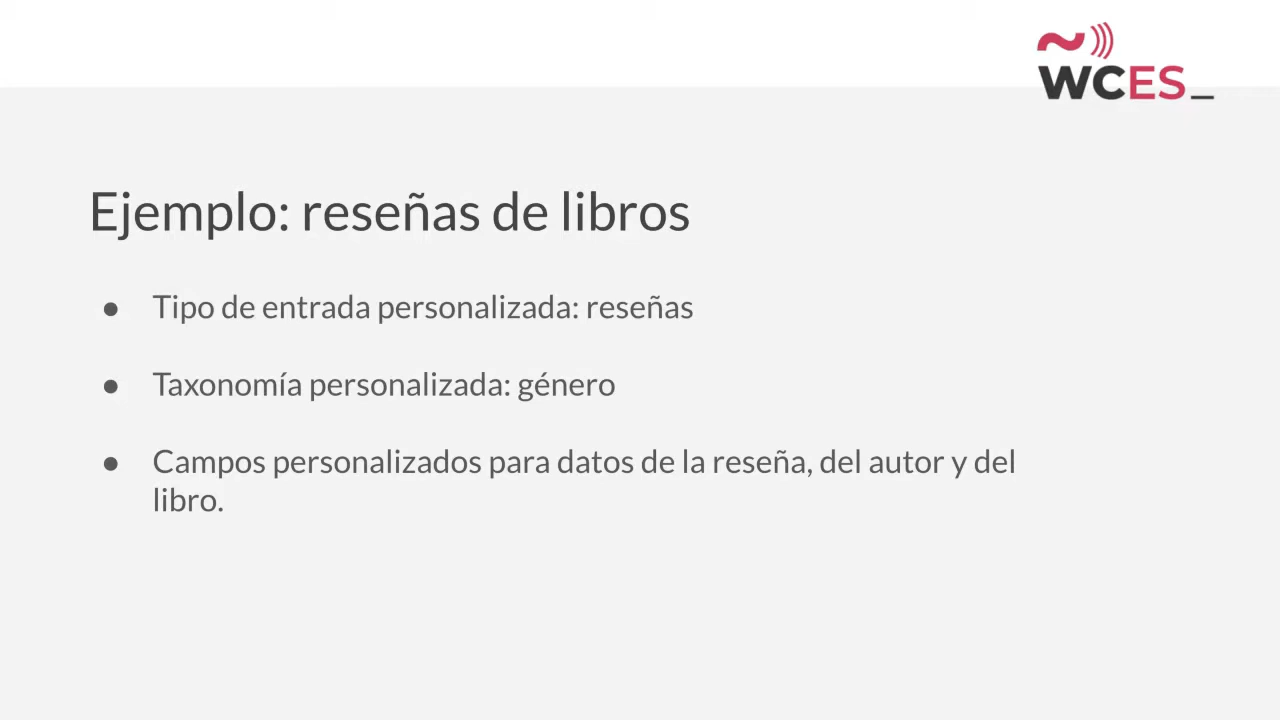 WCES_
Ejemplo: reseñas de libros
● Tipo de entrada personalizada: reseñas
● Taxonomía personalizada: género
● Campos personalizados para datos de la reseña, del autor y del
libro.